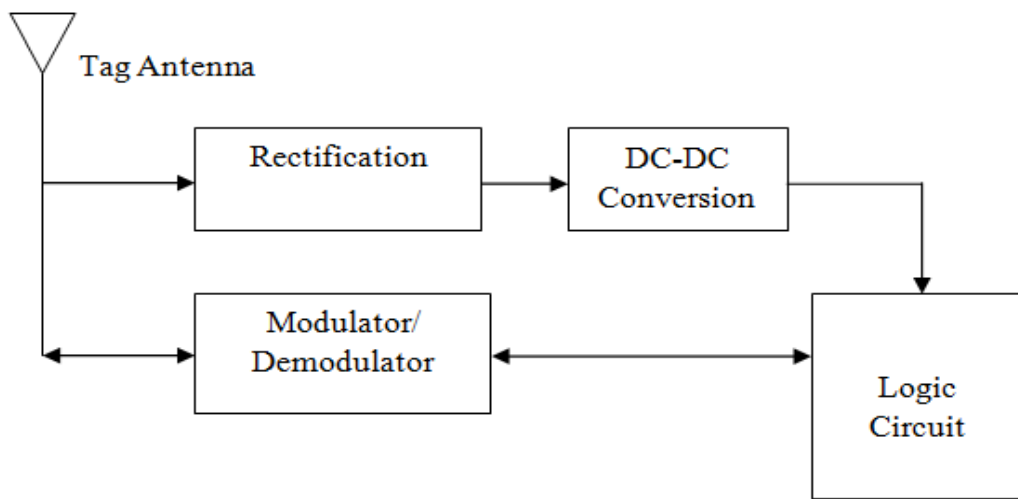 Tag Antenna
Rectification
DC-DC
Conversion
Modulator/
Demodulator
Logic
Circuit